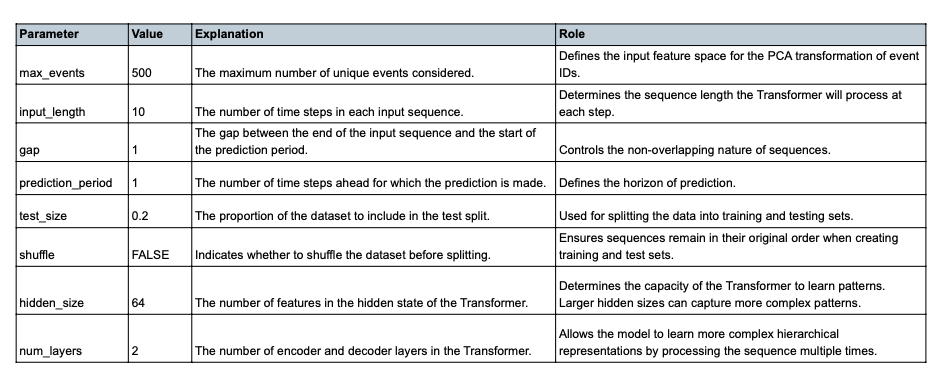 Parameter Value Explanation Role
max_events 500 The maximum number of unique events considered. Defines the input feature space for the PCA transformation of event
IDs.
input_length 10 The number of time steps in each input sequence. Determines the sequence length the Transformer will process at
each step.
gap 1 The gap between the end of the input sequence and the start of
the prediction period. Controls the non-overlapping nature of sequences.
prediction_period 1 The number of time steps ahead for which the prediction is made. Defines the horizon of prediction.
test_size 0.2 The proportion of the dataset to include in the test split. Used for splitting the data into training and testing sets.
shuffle FALSE Indicates whether to shuffle the dataset before splitting. Ensures sequences remain in their original order when creating
training and test sets.
hidden_size 64 The number of features in the hidden state of the Transformer. Determines the capacity of the Transformer to learn patterns.
Larger hidden sizes can capture more complex patterns.
num_layers 2 The number of encoder and decoder layers in the Transformer. Allows the model to learn more complex hierarchical
representations by processing the sequence multiple times.